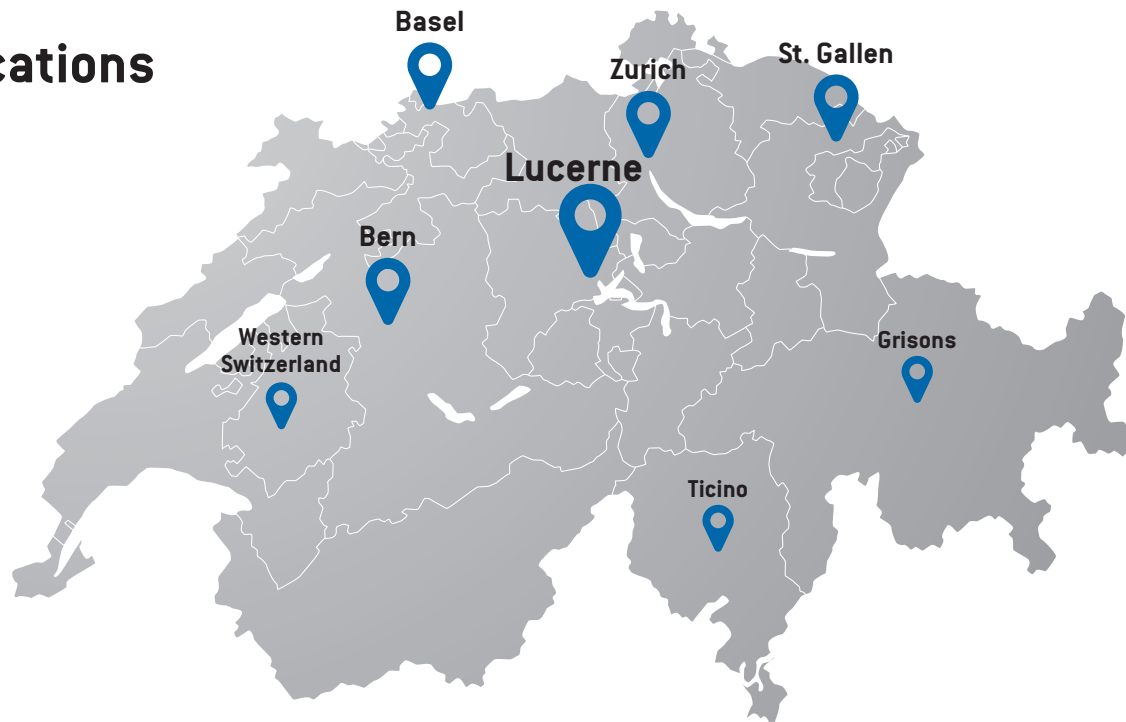 cations
Basel
Zurich
St. Gallen
Lucerne
Bern
Western
Switzerland
Grisons
Ticino